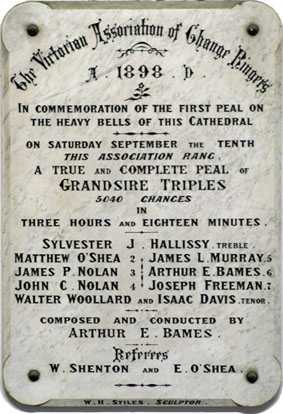 The Victorian Association of Change Ringers
A. 1898. D.
IN COMMEMORATION OF THE FIRST PEAL ON
THE HEAVY BELLS OF THIS CATHEDRAL
ON SATURDAY SEPTEMBER THE TENTH
THIS ASSOCIATION RANG,
A TRUE AND COMPLETE PEAL OF
GRANDSIRE TRIPLES
5040 CHANGES
IN
THREE HOURS AND EIGHTEEN MINUTES.
SYLVESTER J. HALLISSY. TREBLE.
MATTHEW O'SHEA 2 JAMES L. MURRAY. 5
JAMES P. NOLAN 3 ARTHUR E. BAMES. 6
JOHN C. NOLAN 4 JOSEPH FREEMAN. 7
WALTER WOOLLARD AND ISAAC DAVIS. TENOR.
COMPOSED AND CONDUCTED BY
ARTHUR E. BAMES.
Referees
W. SHENTON AND E. O'SHEA.
W. H. STILES. SCULPTOR.